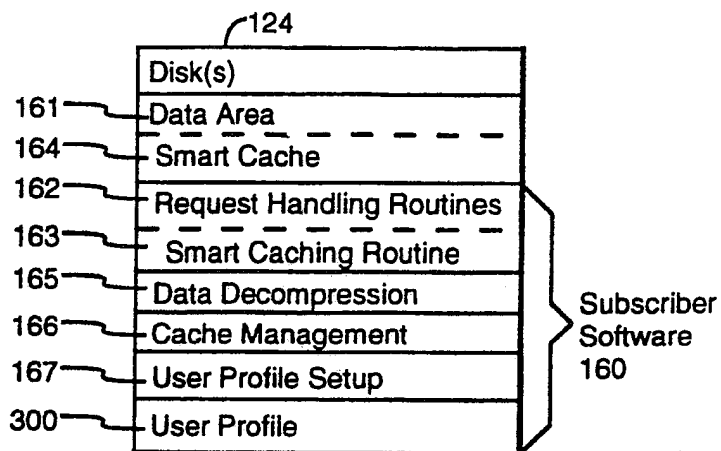 124
Disk(s)
161 Data Area
164 Smart Cache
162 Request Handling Routines
163 Smart Caching Routine
165 Data Decompression
166 Cache Management
167 User Profile Setup
300 User Profile
Subscriber
Software
160